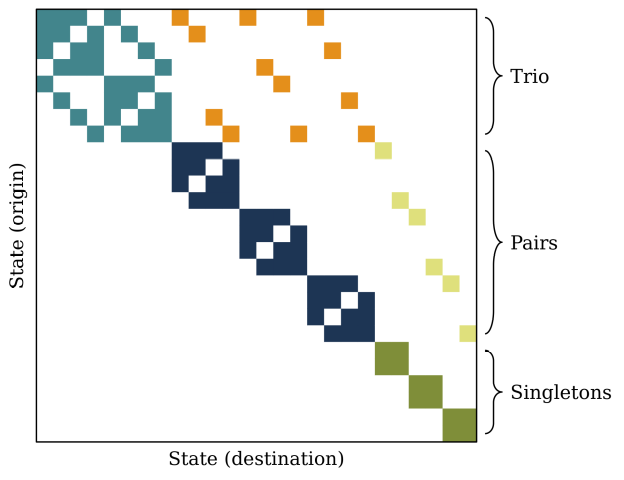 Trio
Pairs
Singletons
State (origin)
State (destination)